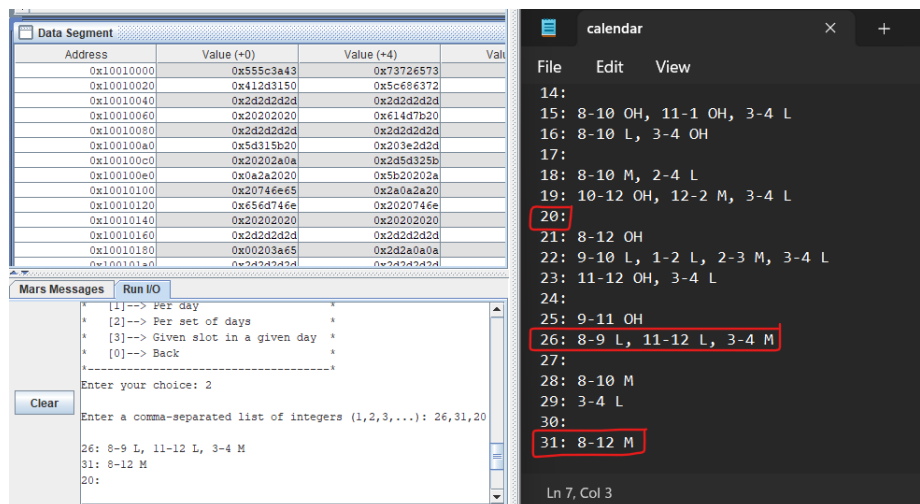 Data Segment
Address Value (+0) Value (+4)
0x10010000 0x555c3a43 0x73726573
0x10010020 0x412d3150 0x5c686372
0x10010040 0x2d2d2d2d 0x2d2d2d2d
0x10010060 0x20202020 0x614d7b20
0x10010080 0x2d2d2d2d 0x2d2d2d2d
0x100100a0 0x5d315b20 0x203e2d2d
0x100100c0 0x20202a0a 0x2d5d325b
0x100100e0 0x0a2a2020 0x5b20202a
0x10010100 0x20746e65 0x2a0a2a20
0x10010120 0x656d746e 0x2020746e
0x10010140 0x20202020 0x20202020
0x10010160 0x2d2d2d2d 0x2d2d2d2d
0x10010180 0x00203a65 0x2d2a0a0a
0x100101a0 0x2d2d2d2d 0x2d2d2d2d
Mars Messages Run I/O
* [1]--> Per day *
* [2]--> Per set of days *
* [3]--> Given slot in a given day *
* [0]--> Back *
*-------------------------------------*
Enter your choice: 2
Clear
Enter a comma-separated list of integers (1,2,3,...): 26,31,20
26: 8-9 L, 11-12 L, 3-4 M
31: 8-12 M
20:
calendar
File Edit View
14:
15: 8-10 OH, 11-1 OH, 3-4 L
16: 8-10 L, 3-4 OH
17:
18: 8-10 M, 2-4 L
19: 10-12 OH, 12-2 M, 3-4 L
20:
21: 8-12 OH
22: 9-10 L, 1-2 L, 2-3 M, 3-4 L
23: 11-12 OH, 3-4 L
24:
25: 9-11 OH
26: 8-9 L, 11-12 L, 3-4 M
27:
28: 8-10 M
29: 3-4 L
30:
31: 8-12 M
Ln 7, Col 3